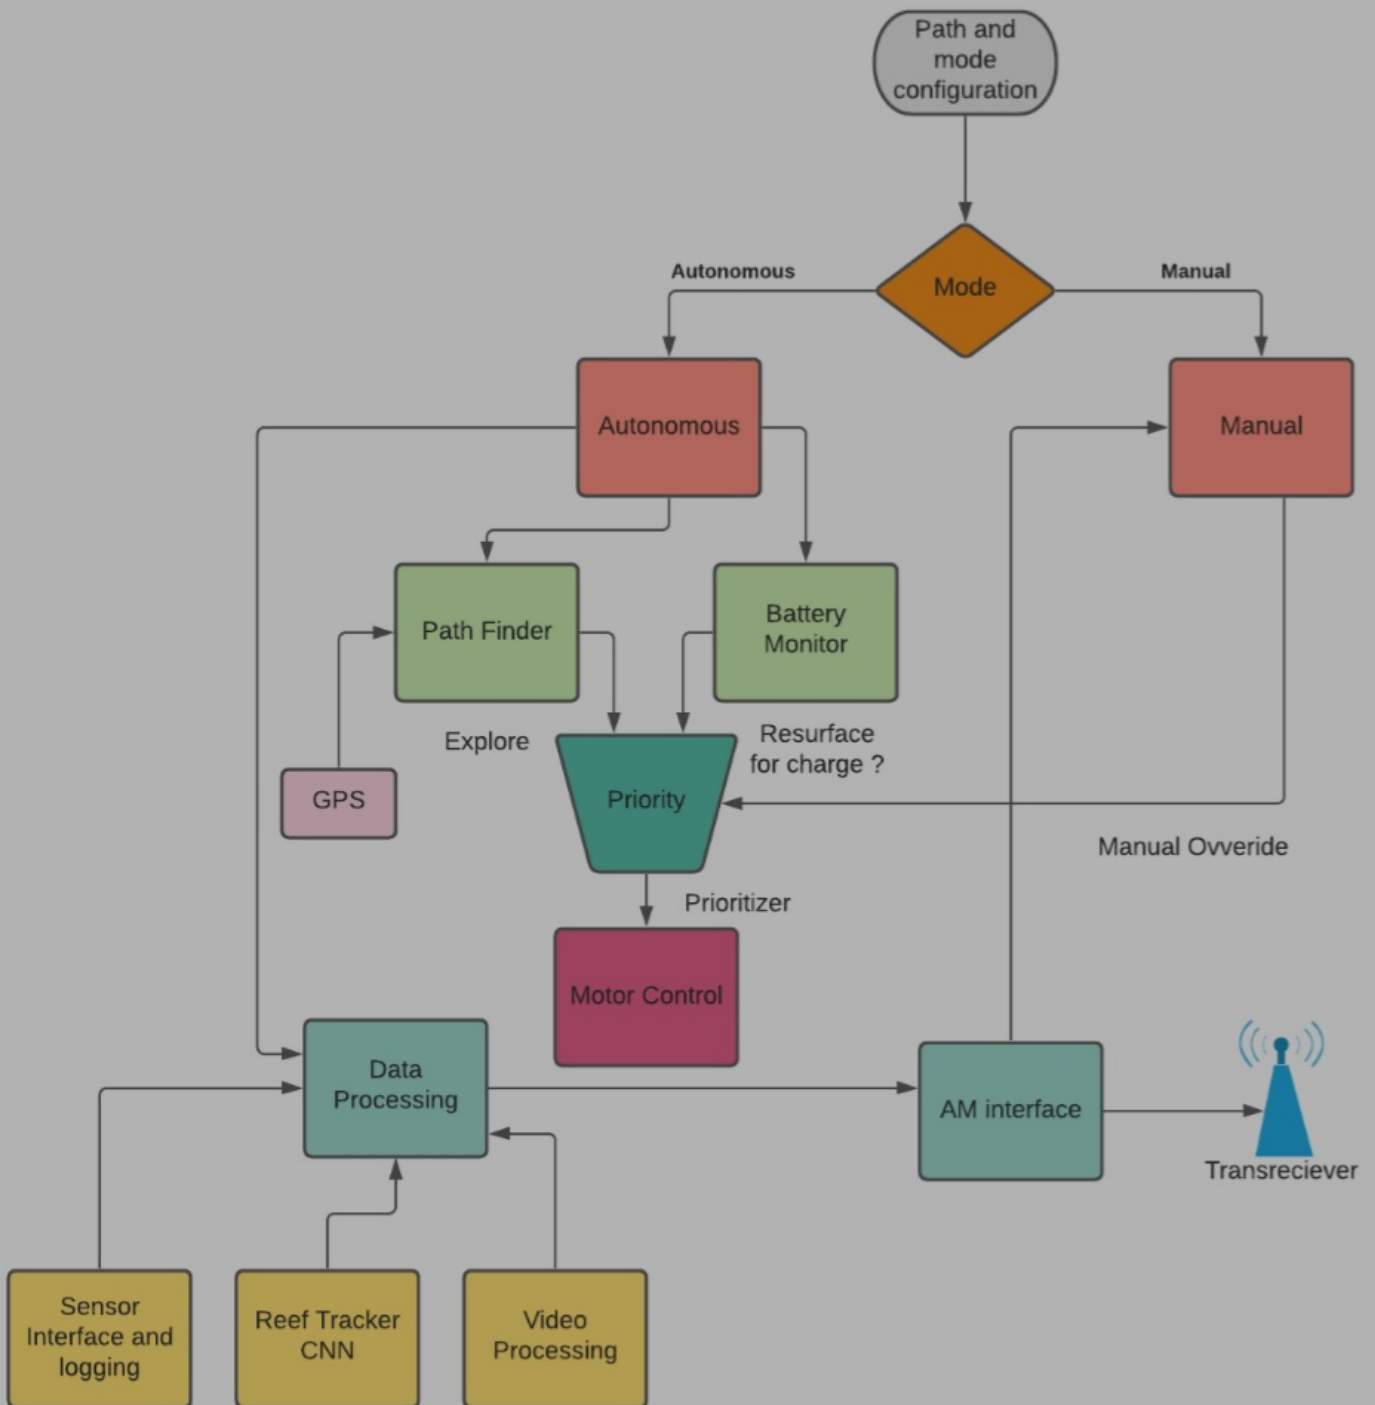 Path and
mode
configuration
Mode
Autonomous
Manual
Autonomous
Manual
Path Finder
Battery
Monitor
Explore
Resurface
for charge ?
GPS
Priority
Manual Ovveride
Prioritizer
Motor Control
Data
Processing
AM interface
Transreciever
Sensor
Interface and
logging
Reef Tracker
CNN
Video
Processing